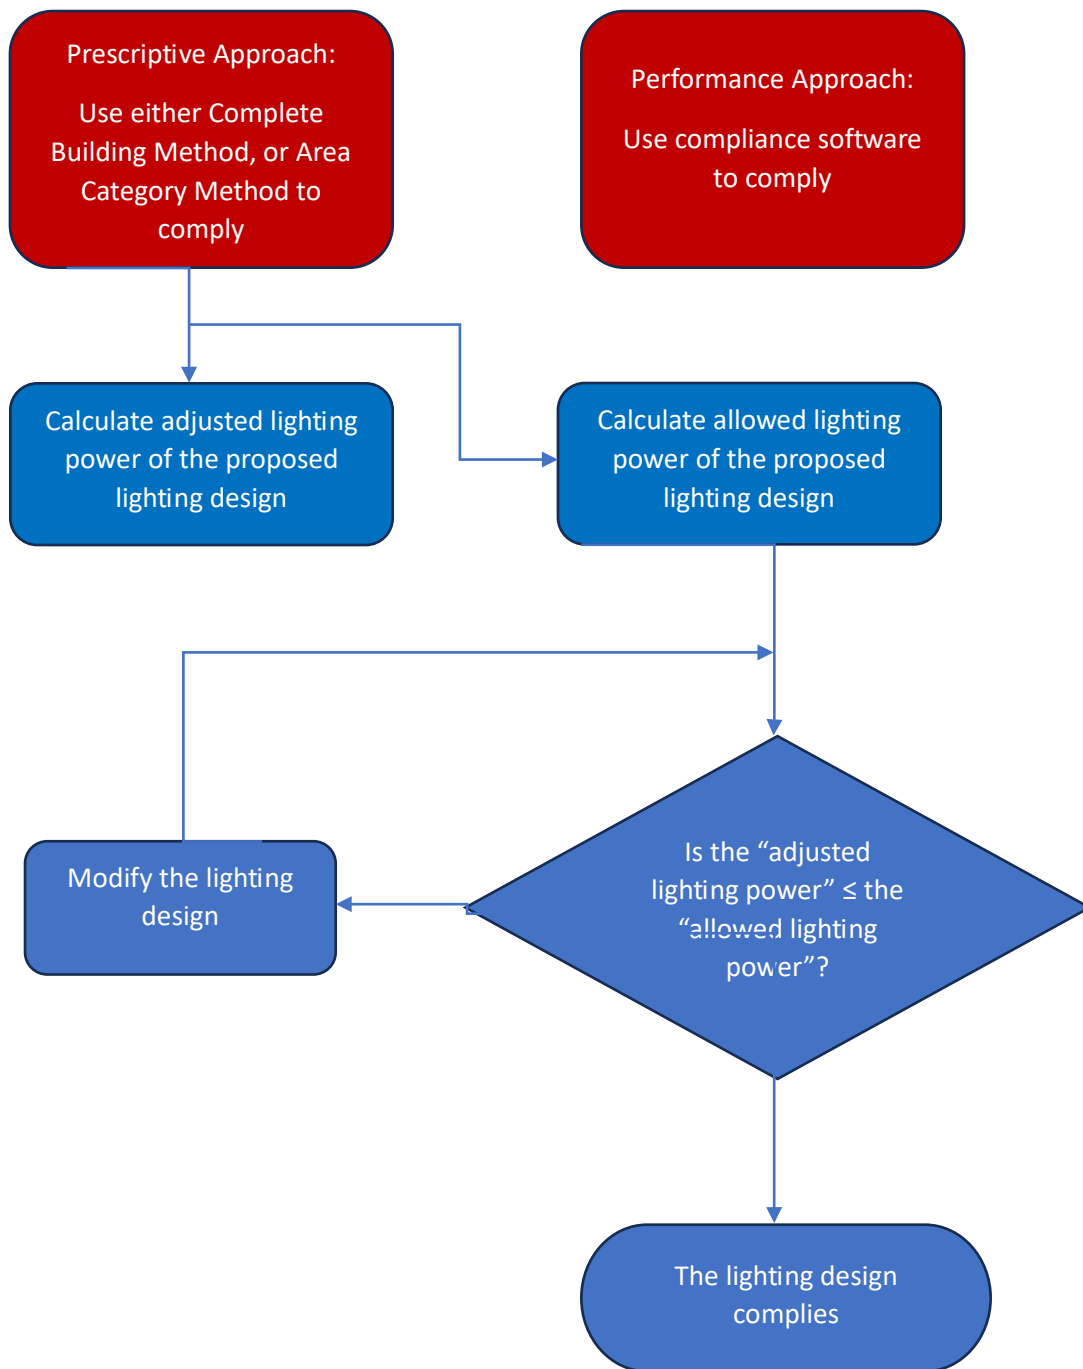 Prescriptive Approach:
Use either Complete
Building Method, or Area
Category Method to
comply
Performance Approach:
Use compliance software
to comply
Calculate adjusted lighting
power of the proposed
lighting design
Calculate allowed lighting
power of the proposed
lighting design
Modify the lighting
design
Is the “adjusted
lighting power” ≤ the
“allowed lighting
power”?
The lighting design
complies